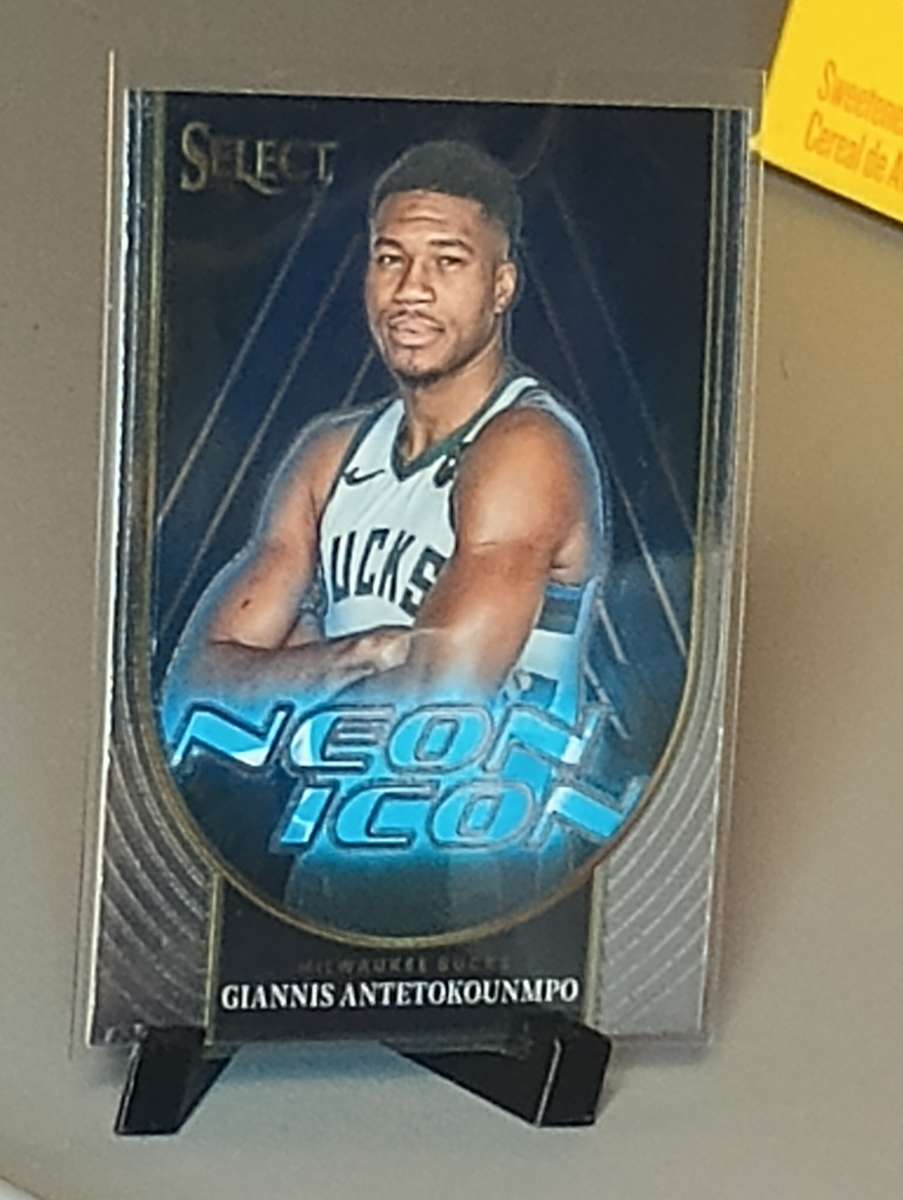 Sweetene
Cereal de A
SELECT
UCKS
NEON
ICON
MILWAUKEE BUCKS
GIANNIS ANTETOKOUNMPO